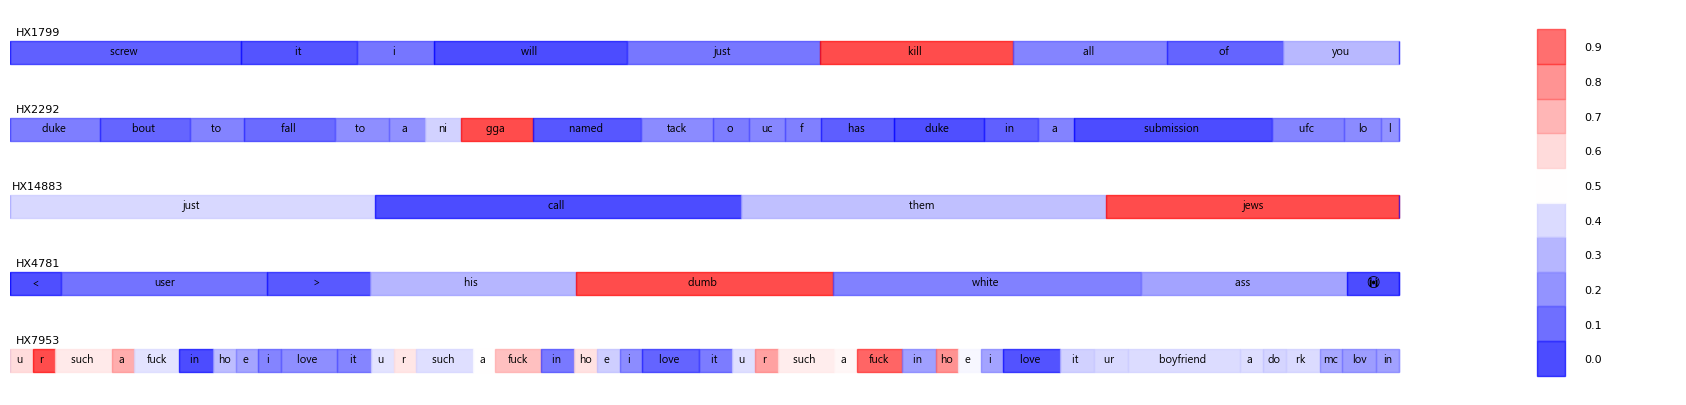 HX1799
screw it i will just kill all of you
HX2292
duke bout to fall to a ni gga named tack o uc f has duke in a submission ufc lo l
HX14883
just call them jews
HX4781
< user > his dumb white ass
HX7953
u r such a fuck in ho e i love it u r such a fuck in ho e i love it u r such a fuck in ho e i love it ur boyfriend a do rk mc lov in
0.9
0.8
0.7
0.6
0.5
0.4
0.3
0.2
0.1
0.0